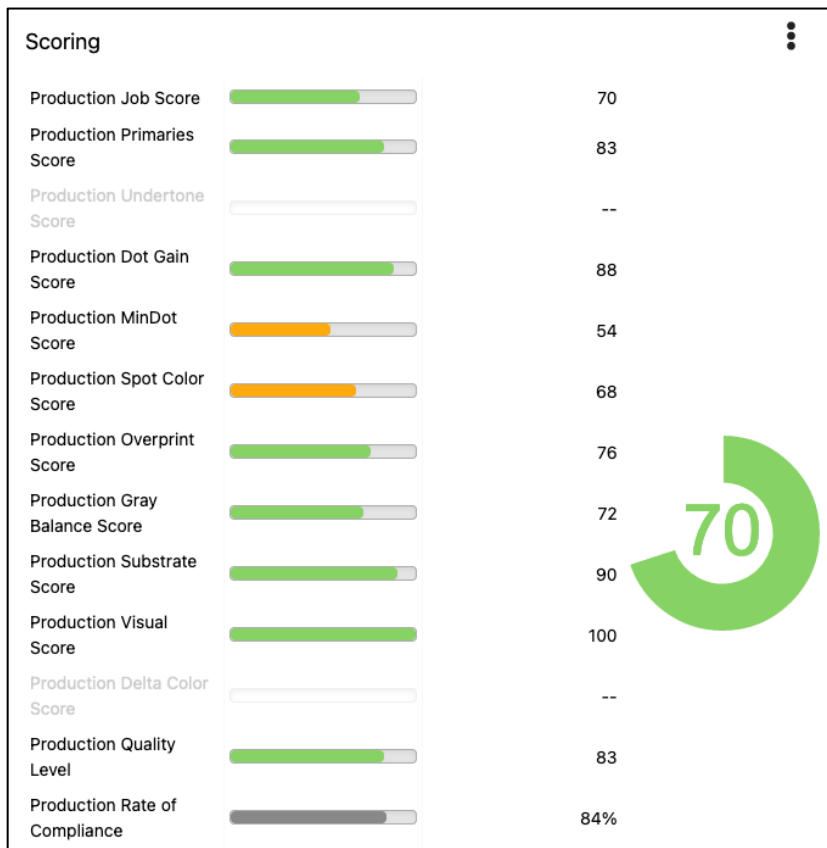 Scoring
Production Job Score 70
Production Primaries
Score 83
Production Undertone
Score --
Production Dot Gain
Score 88
Production MinDot
Score 54
Production Spot Color
Score 68
Production Overprint
Score 76
Production Gray
Balance Score 72
Production Substrate
Score 90
Production Visual
Score 100
Production Delta Color
Score --
Production Quality
Level 83
Production Rate of
Compliance 84%
70